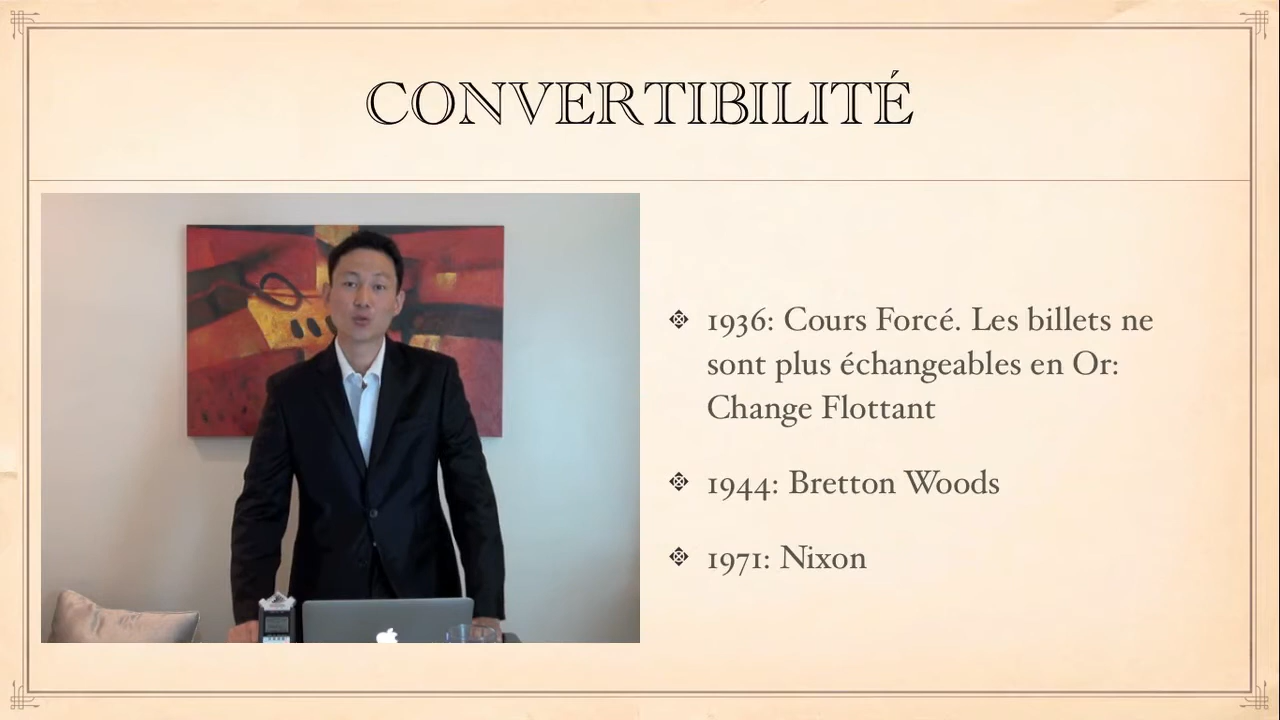 CONVERTIBILITÉ
1936: Cours Forcé. Les billets ne
sont plus échangeables en Or:
Change Flottant
1944: Bretton Woods
1971: Nixon